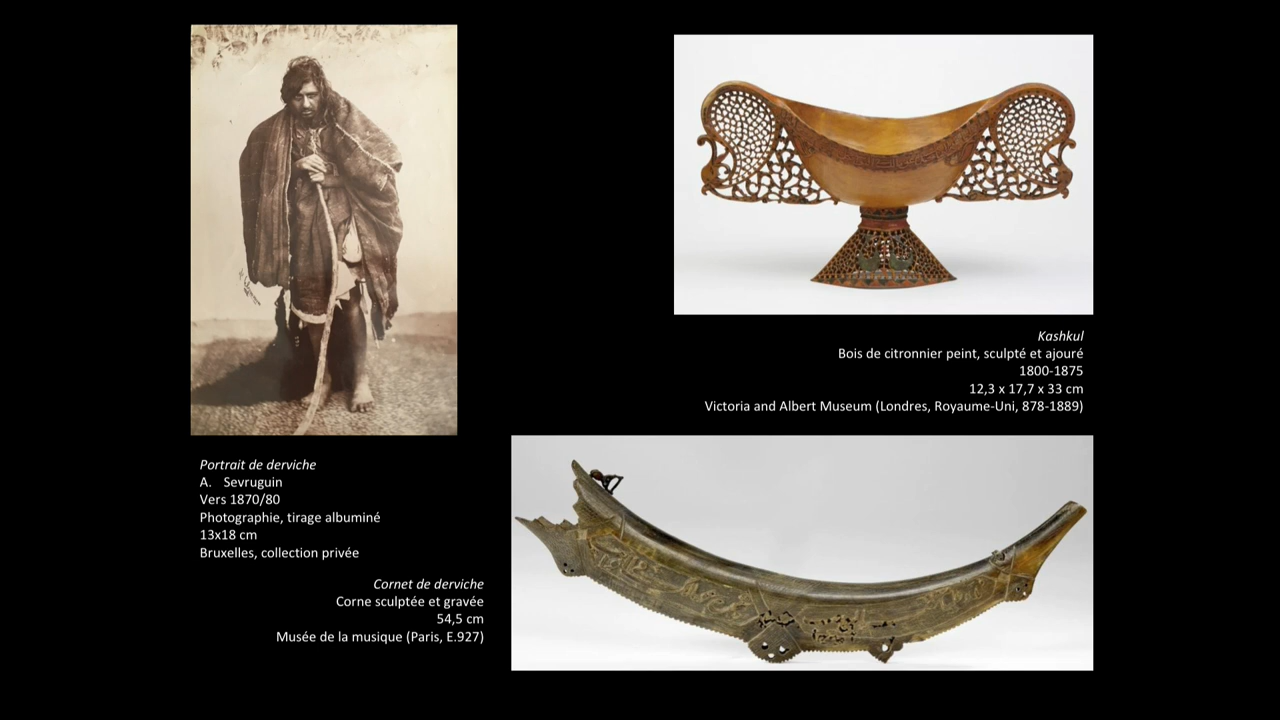 Kashkul
Bois de citronnier peint, sculpté et ajouré
1800-1875
12,3 x 17,7 x 33 cm
Victoria and Albert Museum (Londres, Royaume-Uni, 878-1889)
Portrait de derviche
A. Sevruguin
Vers 1870/80
Photographie, tirage albuminé
13x18 cm
Bruxelles, collection privée
Cornet de derviche
Corne sculptée et gravée
54,5 cm
Musée de la musique (Paris, E.927)